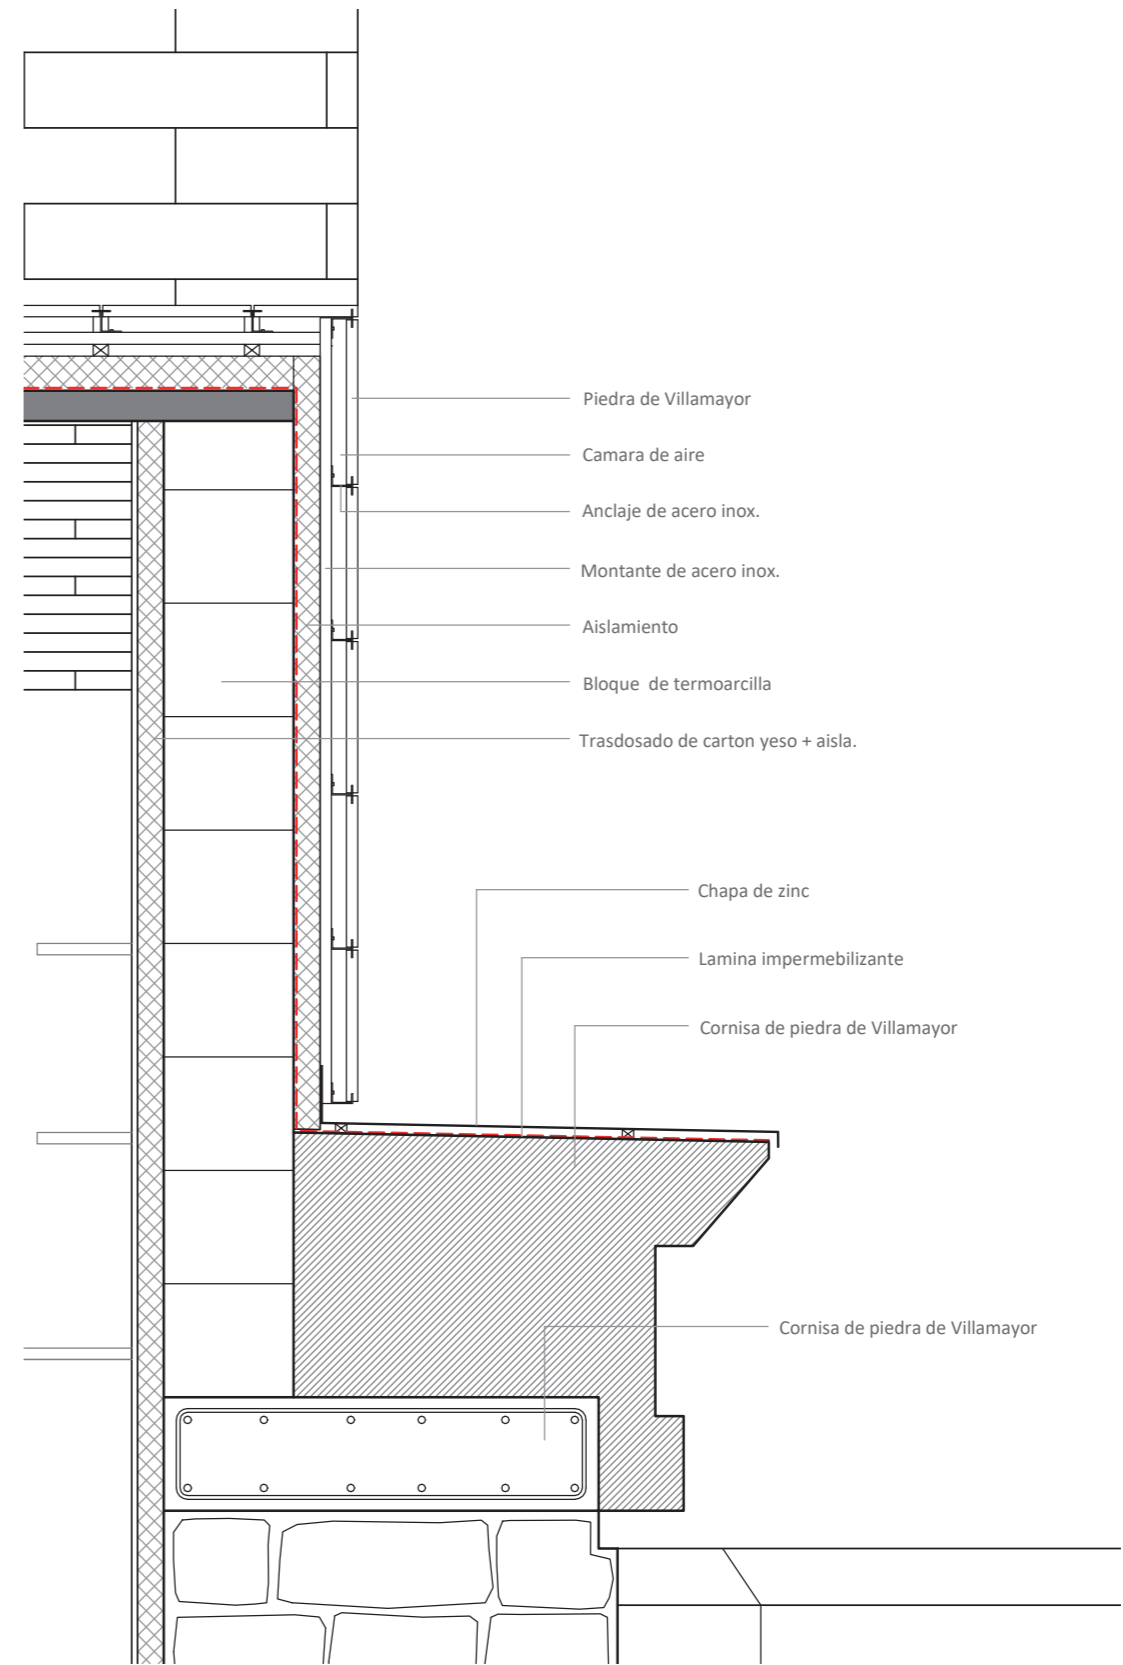 Piedra de Villamayor
Camara de aire
Anclaje de acero inox.
Montante de acero inox.
Aislamiento
Bloque  de termoarcilla
Trasdosado de carton yeso + aisla.
Chapa de zinc
Lamina impermebilizante
Cornisa de piedra de Villamayor
Cornisa de piedra de Villamayor